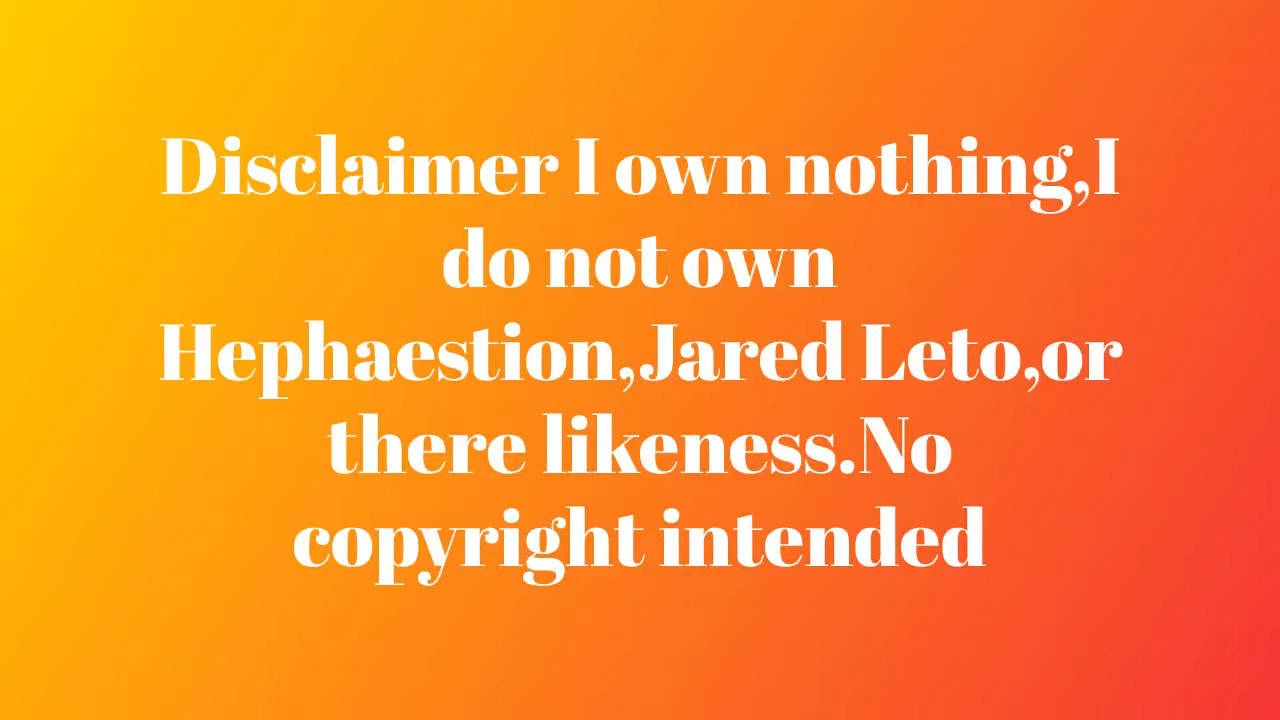 Disclaimer I own nothing,I
do not own
Hephaestion,Jared Leto,or
there likeness.No
copyright intended